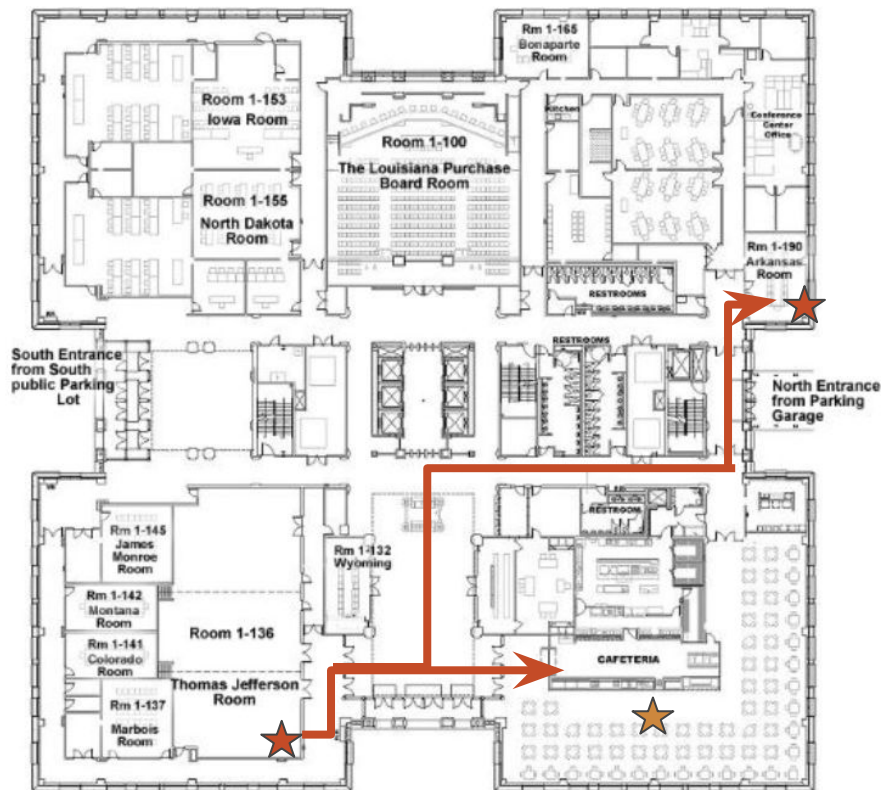 Rm 1-165
Bonaparte
Room
Room 1-153
Iowa Room
Kitchen
Conference
Center
Office
Room 1-100
The Louisiana Purchase
Board Room
Room 1-155
North Dakota
Room
Rm 1-190
Arkansas
Room
RESTROOMS
RESTROOMS
South Entrance
from South
public Parking
Lot
North Entrance
from Parking
Garage
RESTROOM
Rm 1-145
James
Monroe
Room
Rm 1-132
Wyoming
Rm 1-142
Montana
Room
Room 1-136
Rm 1-141
Colorado
Room
CAFETERIA
Thomas Jefferson
Room
Rm 1-137
Marbois
Room